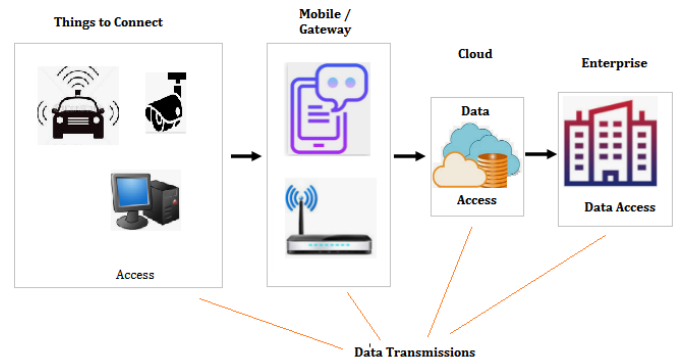 Things to Connect
Mobile /
Gateway
Cloud
Enterprise
Data
Access
Data Access
Access
Data Transmissions